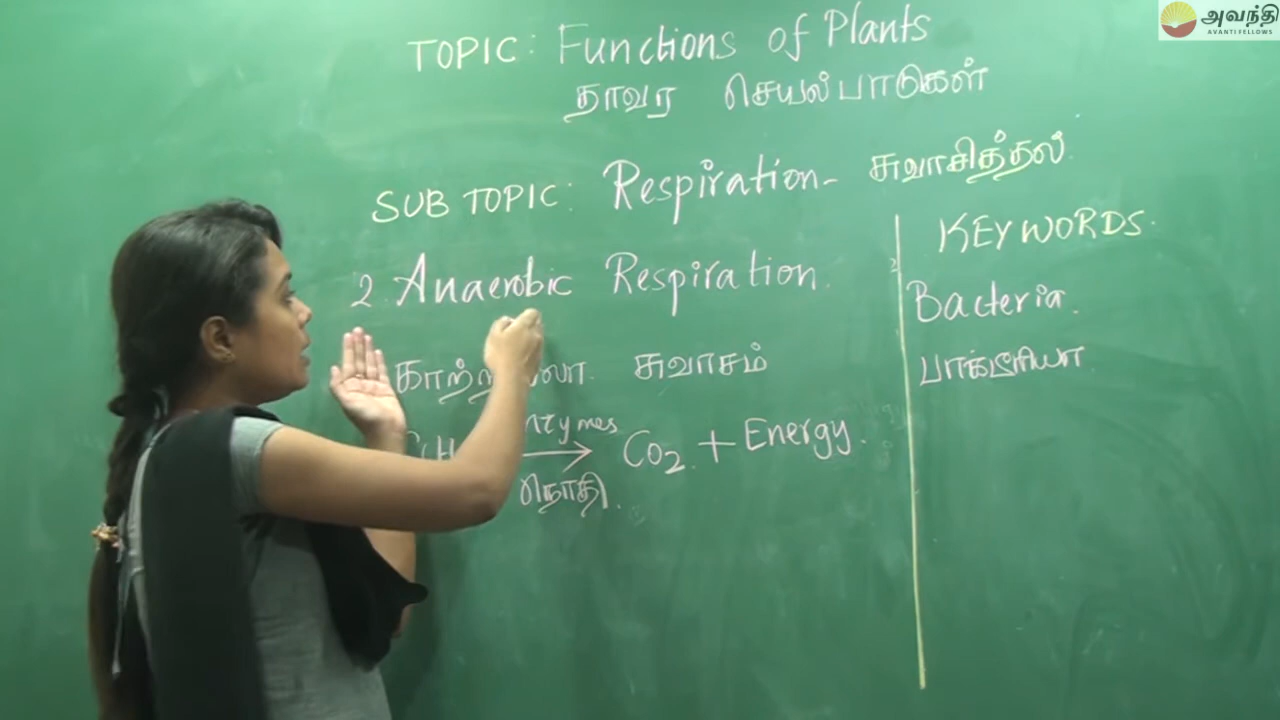 அவந்தி
AVANTI FELLOWS
TOPIC: Functions of Plants
தாவர செயல்பாடுகள்
SUB TOPIC: Respiration- சுவாசித்தல்.
2. Anaerobic Respiration.
சுவாசம்
CO2 + Energy.
நொதி.
KEYWORDS.
Bacteria.
பாக்டீரியா